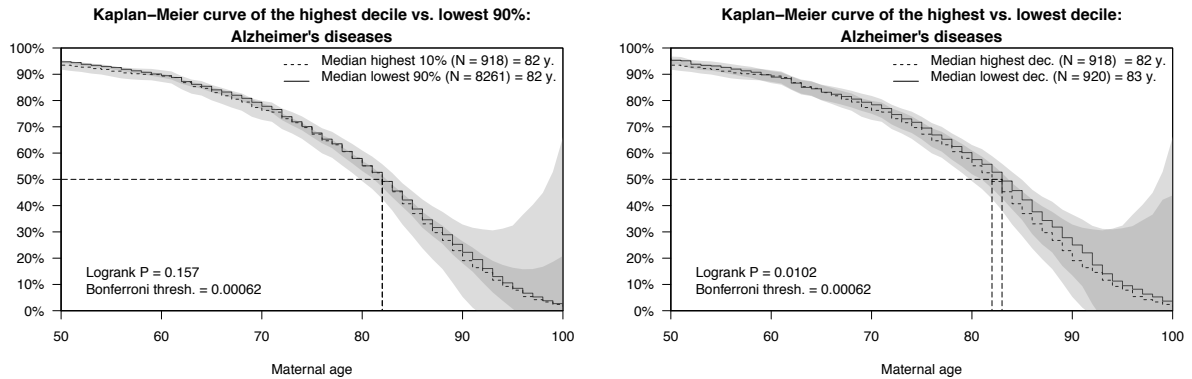 Kaplan−Meier curve of the highest decile vs. lowest 90%:
Alzheimer's diseases
100%
90%
80%
70%
60%
50%
40%
30%
20%
10%
0%
Median highest 10% (N = 918) = 82 y.
Median lowest 90% (N = 8261) = 82 y.
Logrank P = 0.157
Bonferroni thresh. = 0.00062
50 60 70 80 90 100
Maternal age
Kaplan−Meier curve of the highest vs. lowest decile:
Alzheimer's diseases
100%
90%
80%
70%
60%
50%
40%
30%
20%
10%
0%
Median highest dec. (N = 918) = 82 y.
Median lowest dec. (N = 920) = 83 y.
Logrank P = 0.0102
Bonferroni thresh. = 0.00062
50 60 70 80 90 100
Maternal age